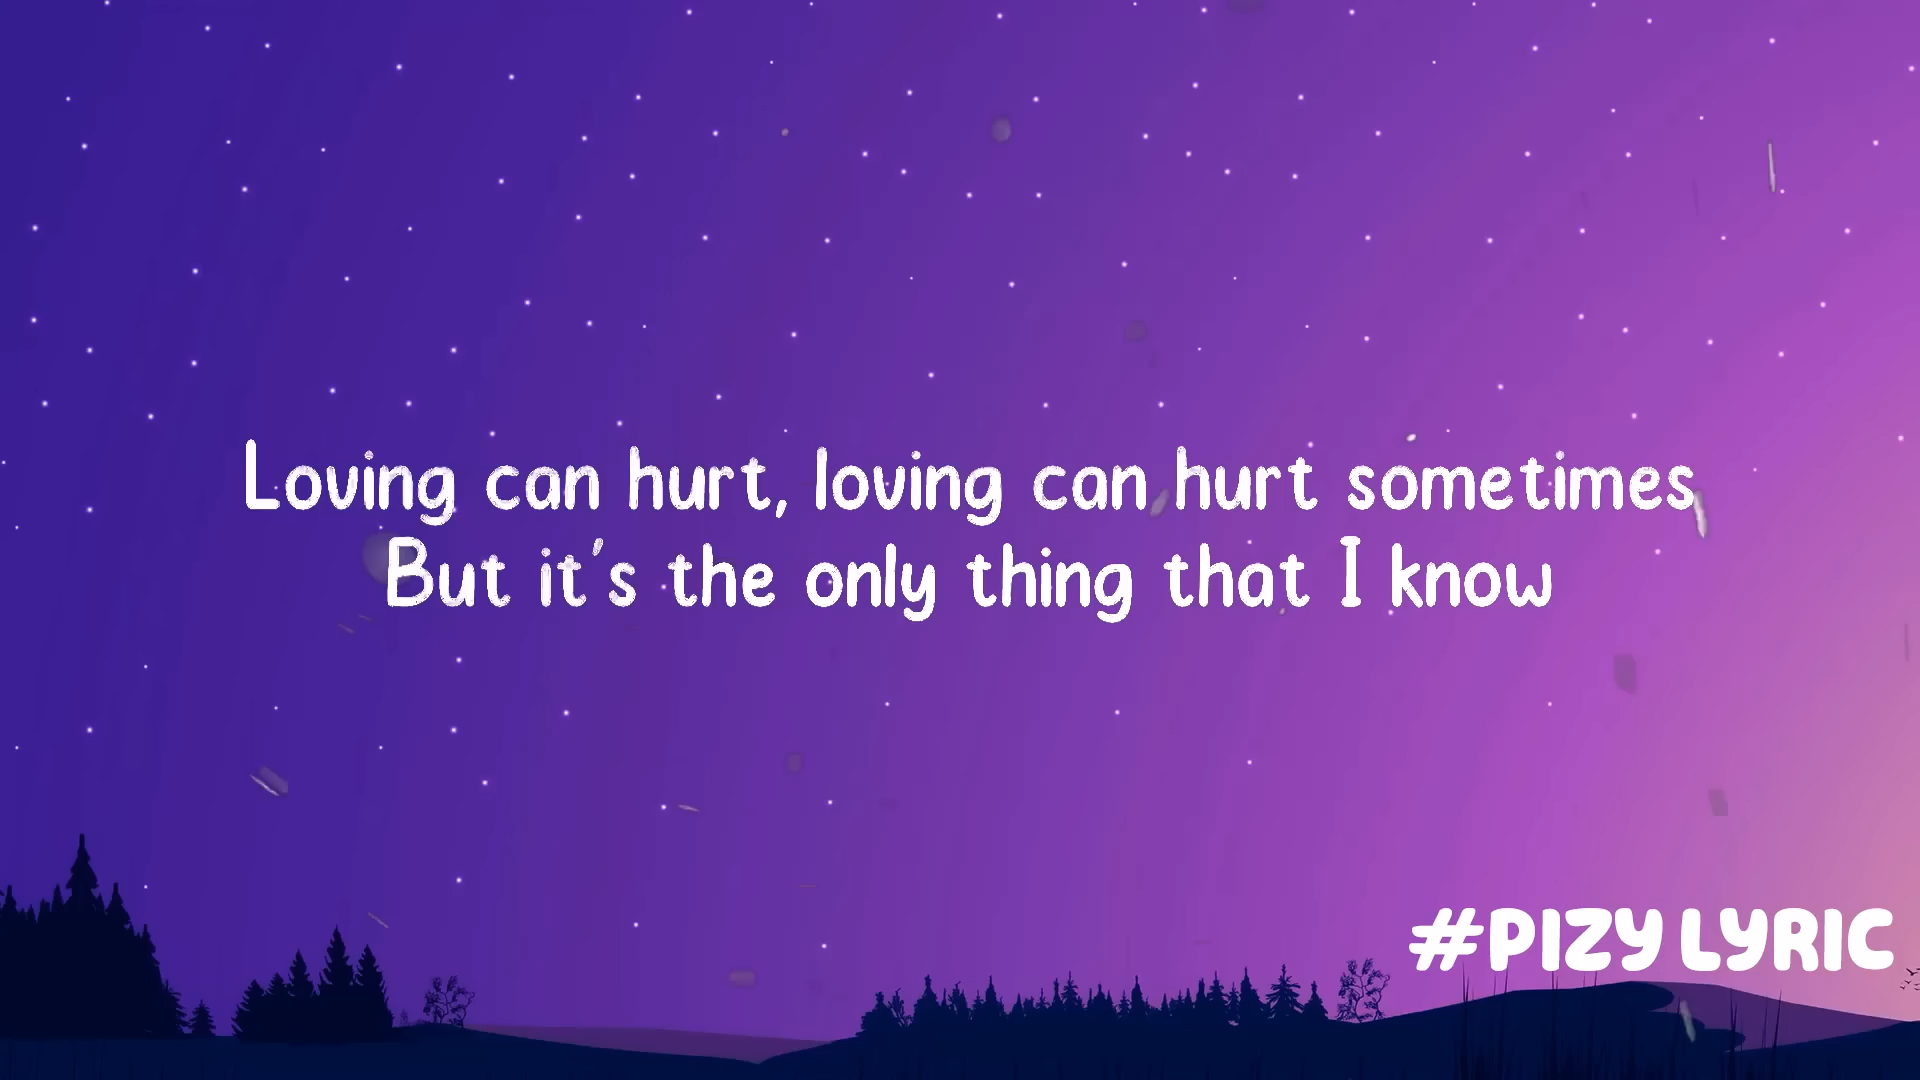 Loving can hurt, loving can hurt sometimes
But it's the only thing that I know
#PIZY LYRIC